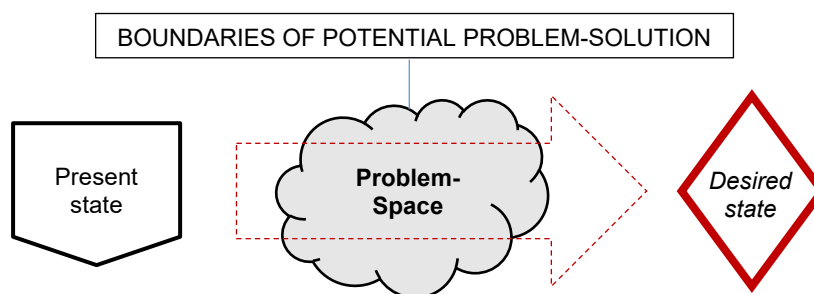 BOUNDARIES OF POTENTIAL PROBLEM-SOLUTION
Present
state
Problem-
Space
Desired
state